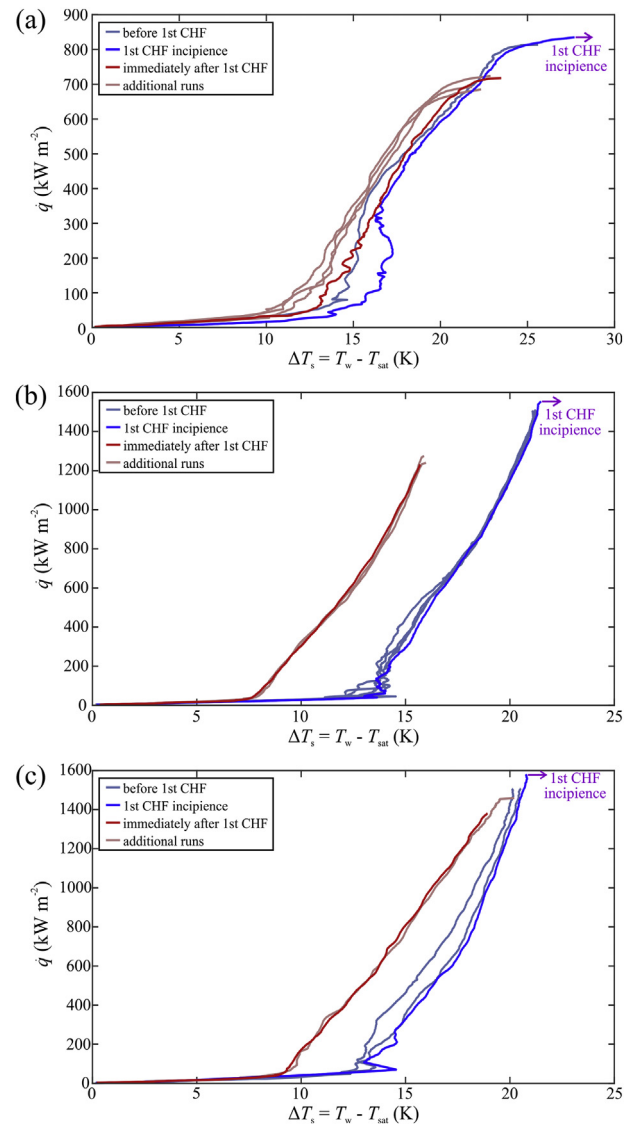 (a)
900
800
700
600
500
400
300
200
100
0
q̇ (kW m⁻²)
before 1st CHF
1st CHF incipience
immediately after 1st CHF
additional runs
1st CHF
incipience
0 5 10 15 20 25 30
ΔTs = Tw - Tsat (K)
(b)
1600
1400
1200
1000
800
600
400
200
0
q̇ (kW m⁻²)
before 1st CHF
1st CHF incipience
immediately after 1st CHF
additional runs
1st CHF
incipience
0 5 10 15 20 25
ΔTs = Tw - Tsat (K)
(c)
1600
1400
1200
1000
800
600
400
200
0
q̇ (kW m⁻²)
before 1st CHF
1st CHF incipience
immediately after 1st CHF
additional runs
1st CHF
incipience
0 5 10 15 20 25
ΔTs = Tw - Tsat (K)